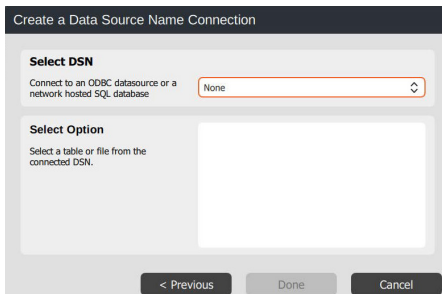 Create a Data Source Name Connection
Select DSN
Connect to an ODBC datasource or a
network hosted SQL database
None
Select Option
Select a table or file from the
connected DSN.
< Previous
Done
Cancel